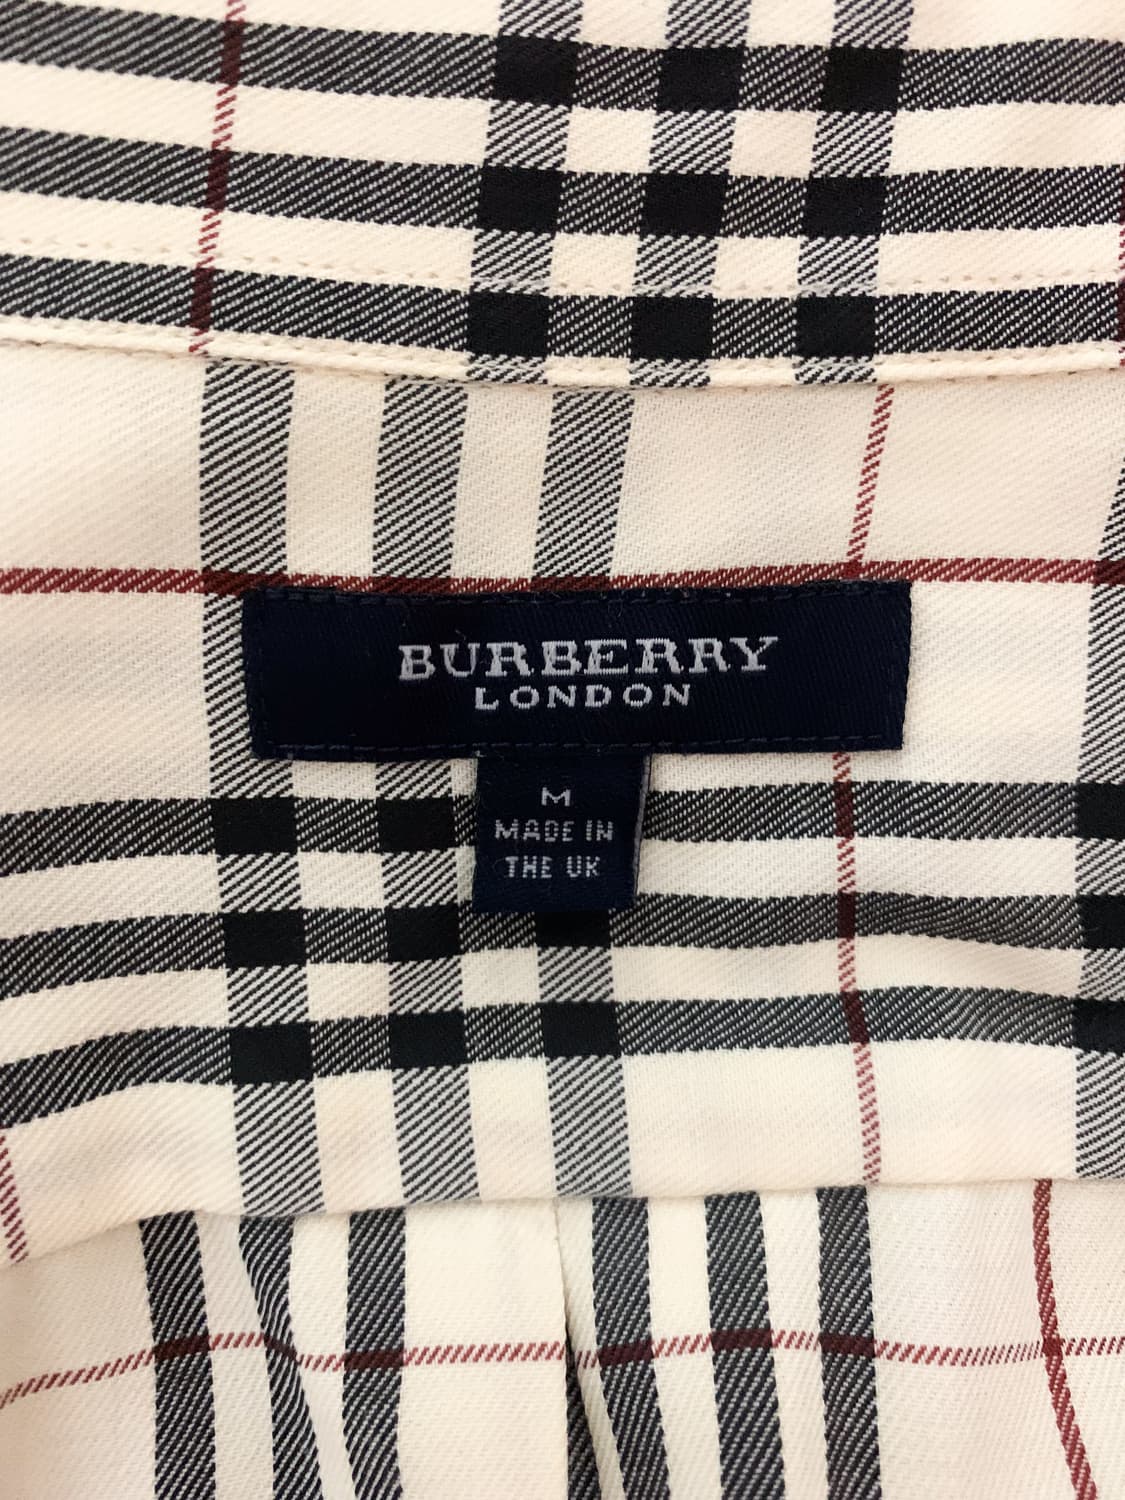 BURBERRY
LONDON
M
MADE IN
THE UK